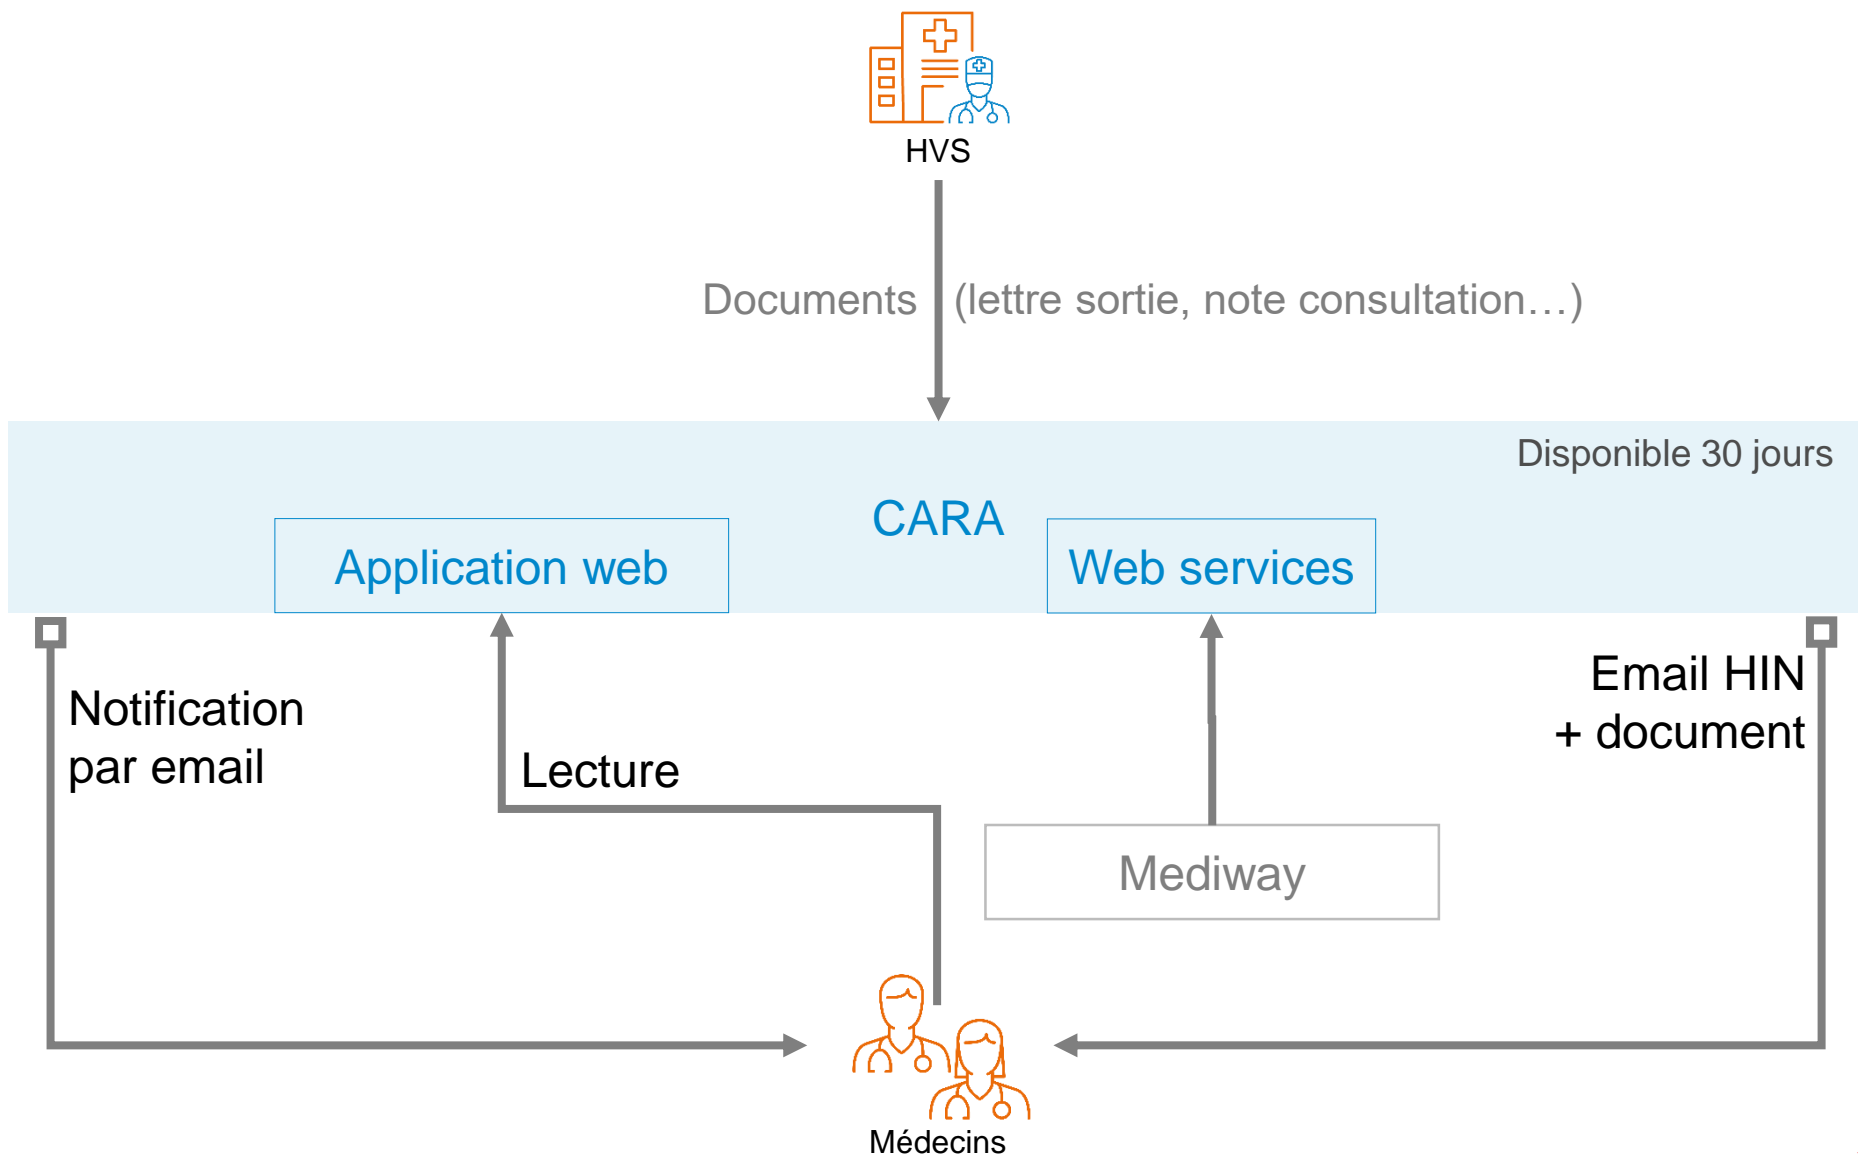 HVS
Documents (lettre sortie, note consultation…)
Disponible 30 jours
CARA
Application web
Web services
Notification
par email
Lecture
Email HIN
+ document
Mediway
Médecins